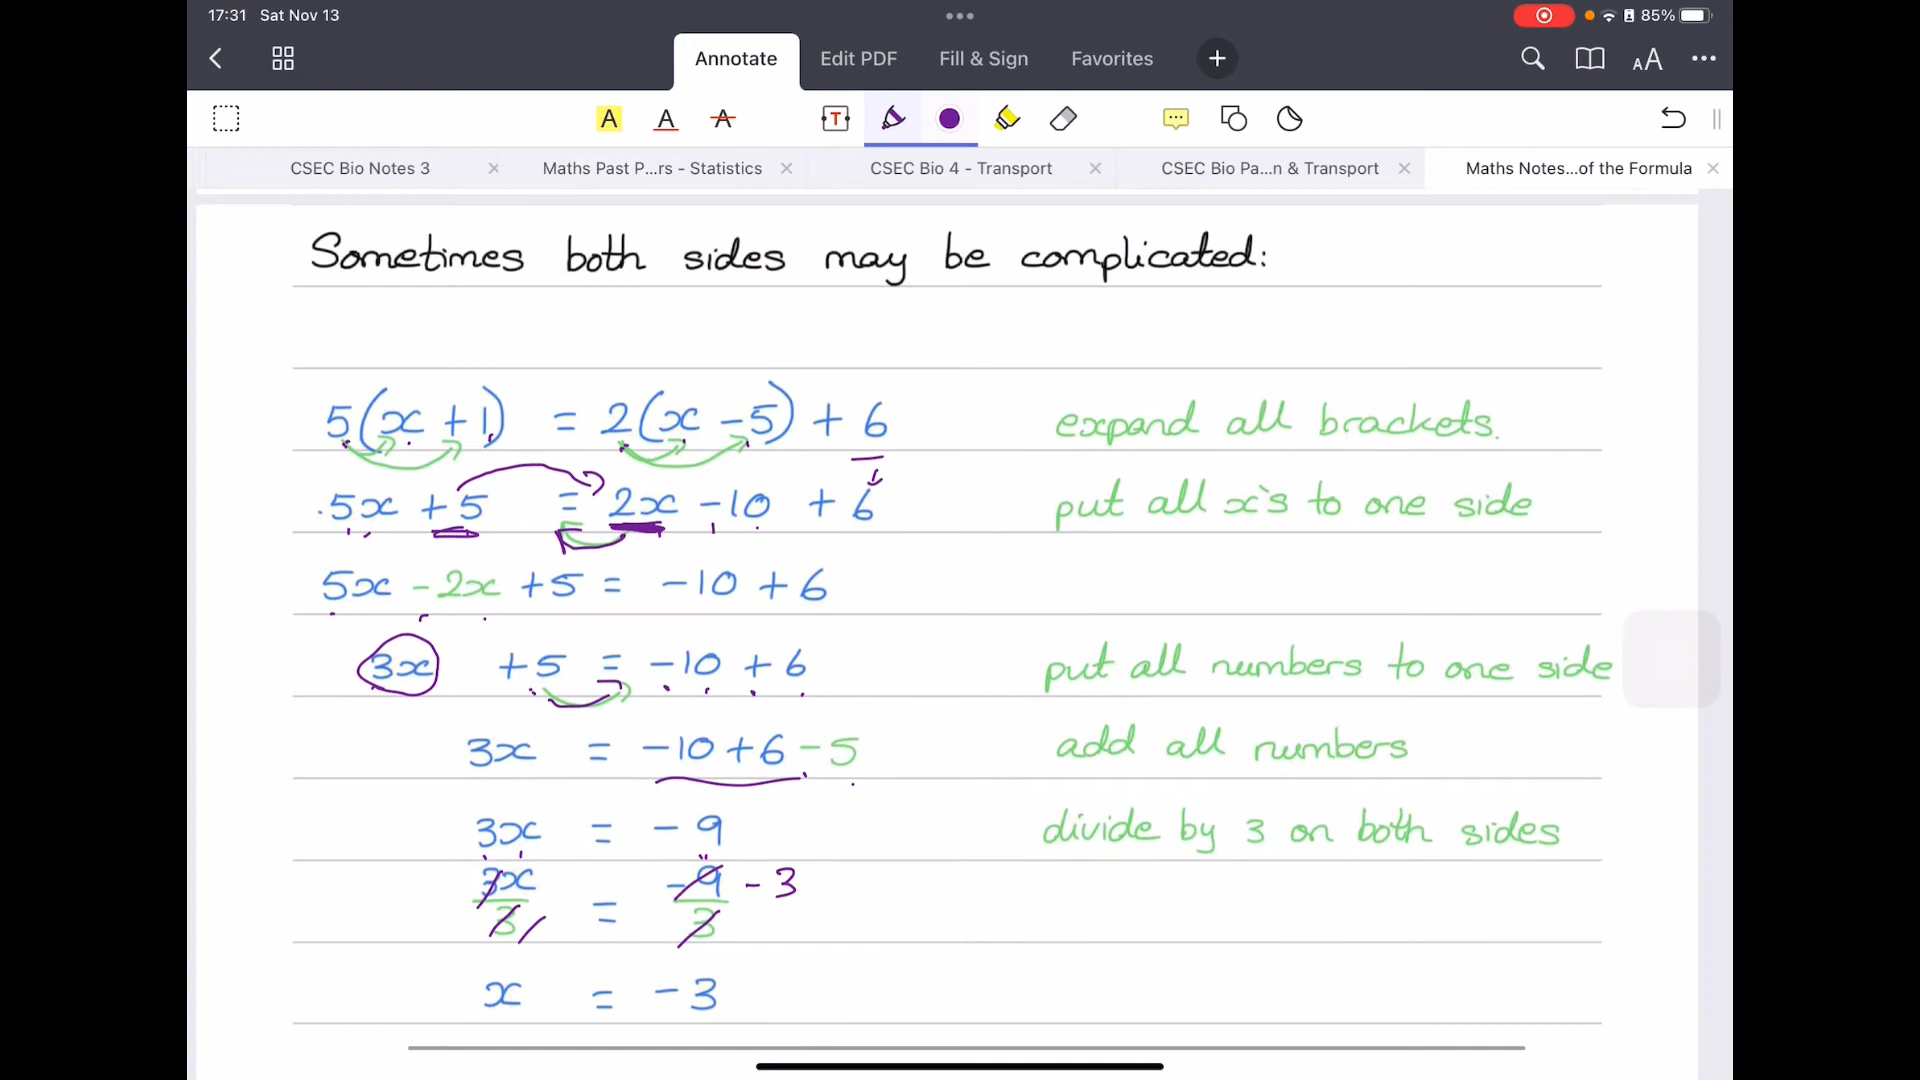 17:31 Sat Nov 13 85%
Annotate Edit PDF Fill & Sign Favorites
CSEC Bio Notes 3 Maths Past P...rs - Statistics CSEC Bio 4 - Transport CSEC Bio Pa...n & Transport Maths Notes...of the Formula
Sometimes both sides may be complicated:
5(x + 1) = 2(x - 5) + 6 expand all brackets.
5x + 5 = 2x - 10 + 6 put all x's to one side
5x - 2x + 5 = -10 + 6
3x + 5 = -10 + 6 put all numbers to one side
3x = -10 + 6 - 5 add all numbers
3x = -9 divide by 3 on both sides
3x/3 = -9/3 -3
x = -3